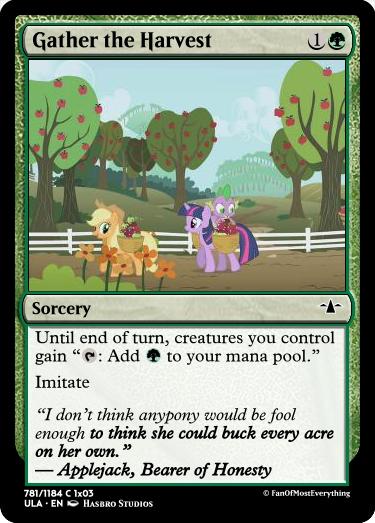 Gather the Harvest 1
Sorcery
Until end of turn, creatures you control
gain “: Add to your mana pool.”
Imitate
“I don't think anypony would be fool
enough to think she could buck every acre
on her own.”
— Applejack, Bearer of Honesty
781/1184 C 1x03
ULA • EN Hasbro Studios
© FanOfMostEverything